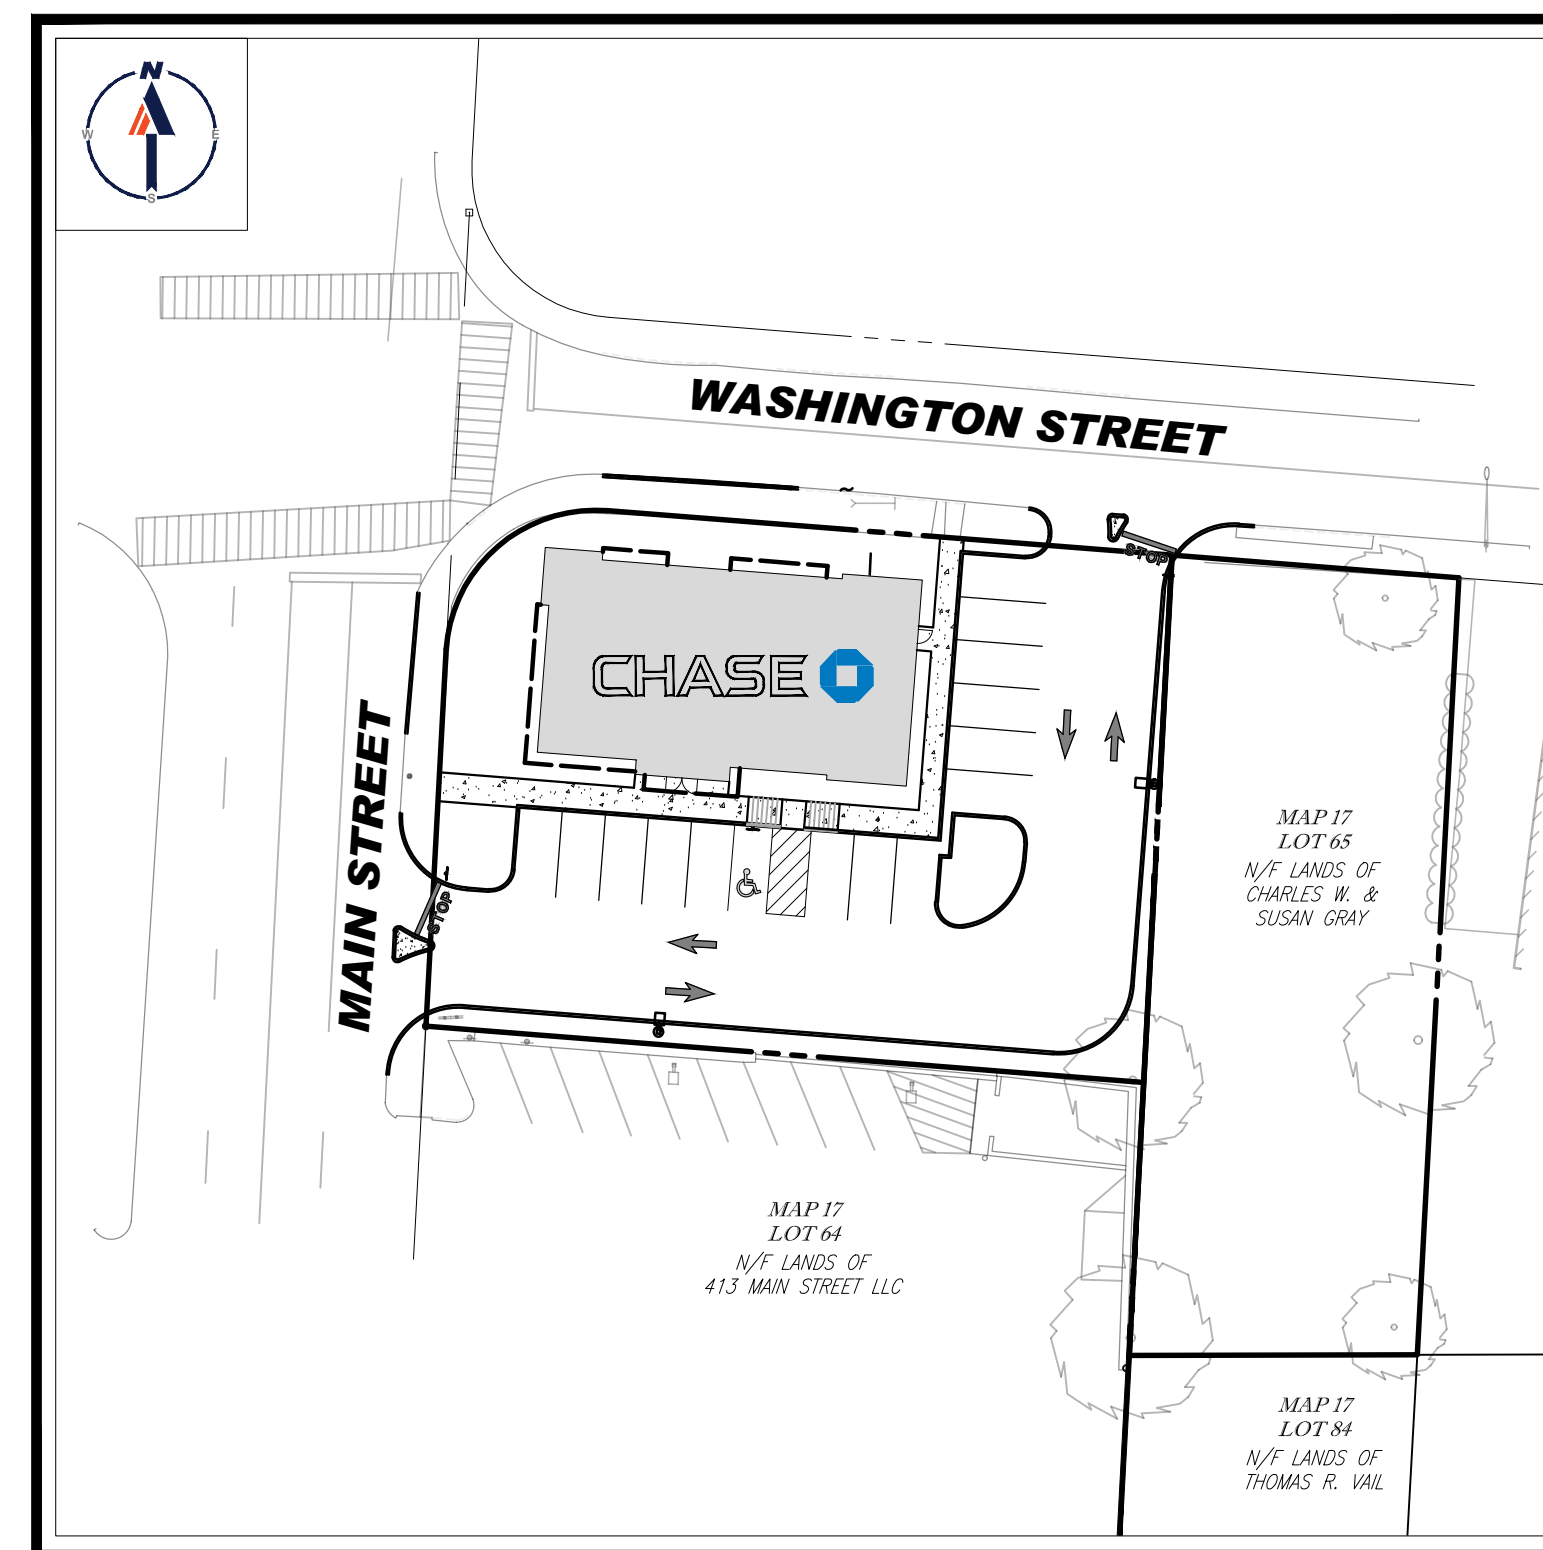 N
W
E
S
WASHINGTON STREET
STOP
CHASE
MAIN STREET
STOP
MAP 17
LOT 65
N/F LANDS OF
CHARLES W. &
SUSAN GRAY
MAP 17
LOT 64
N/F LANDS OF
413 MAIN STREET LLC
MAP 17
LOT 84
N/F LANDS OF
THOMAS R. VAIL